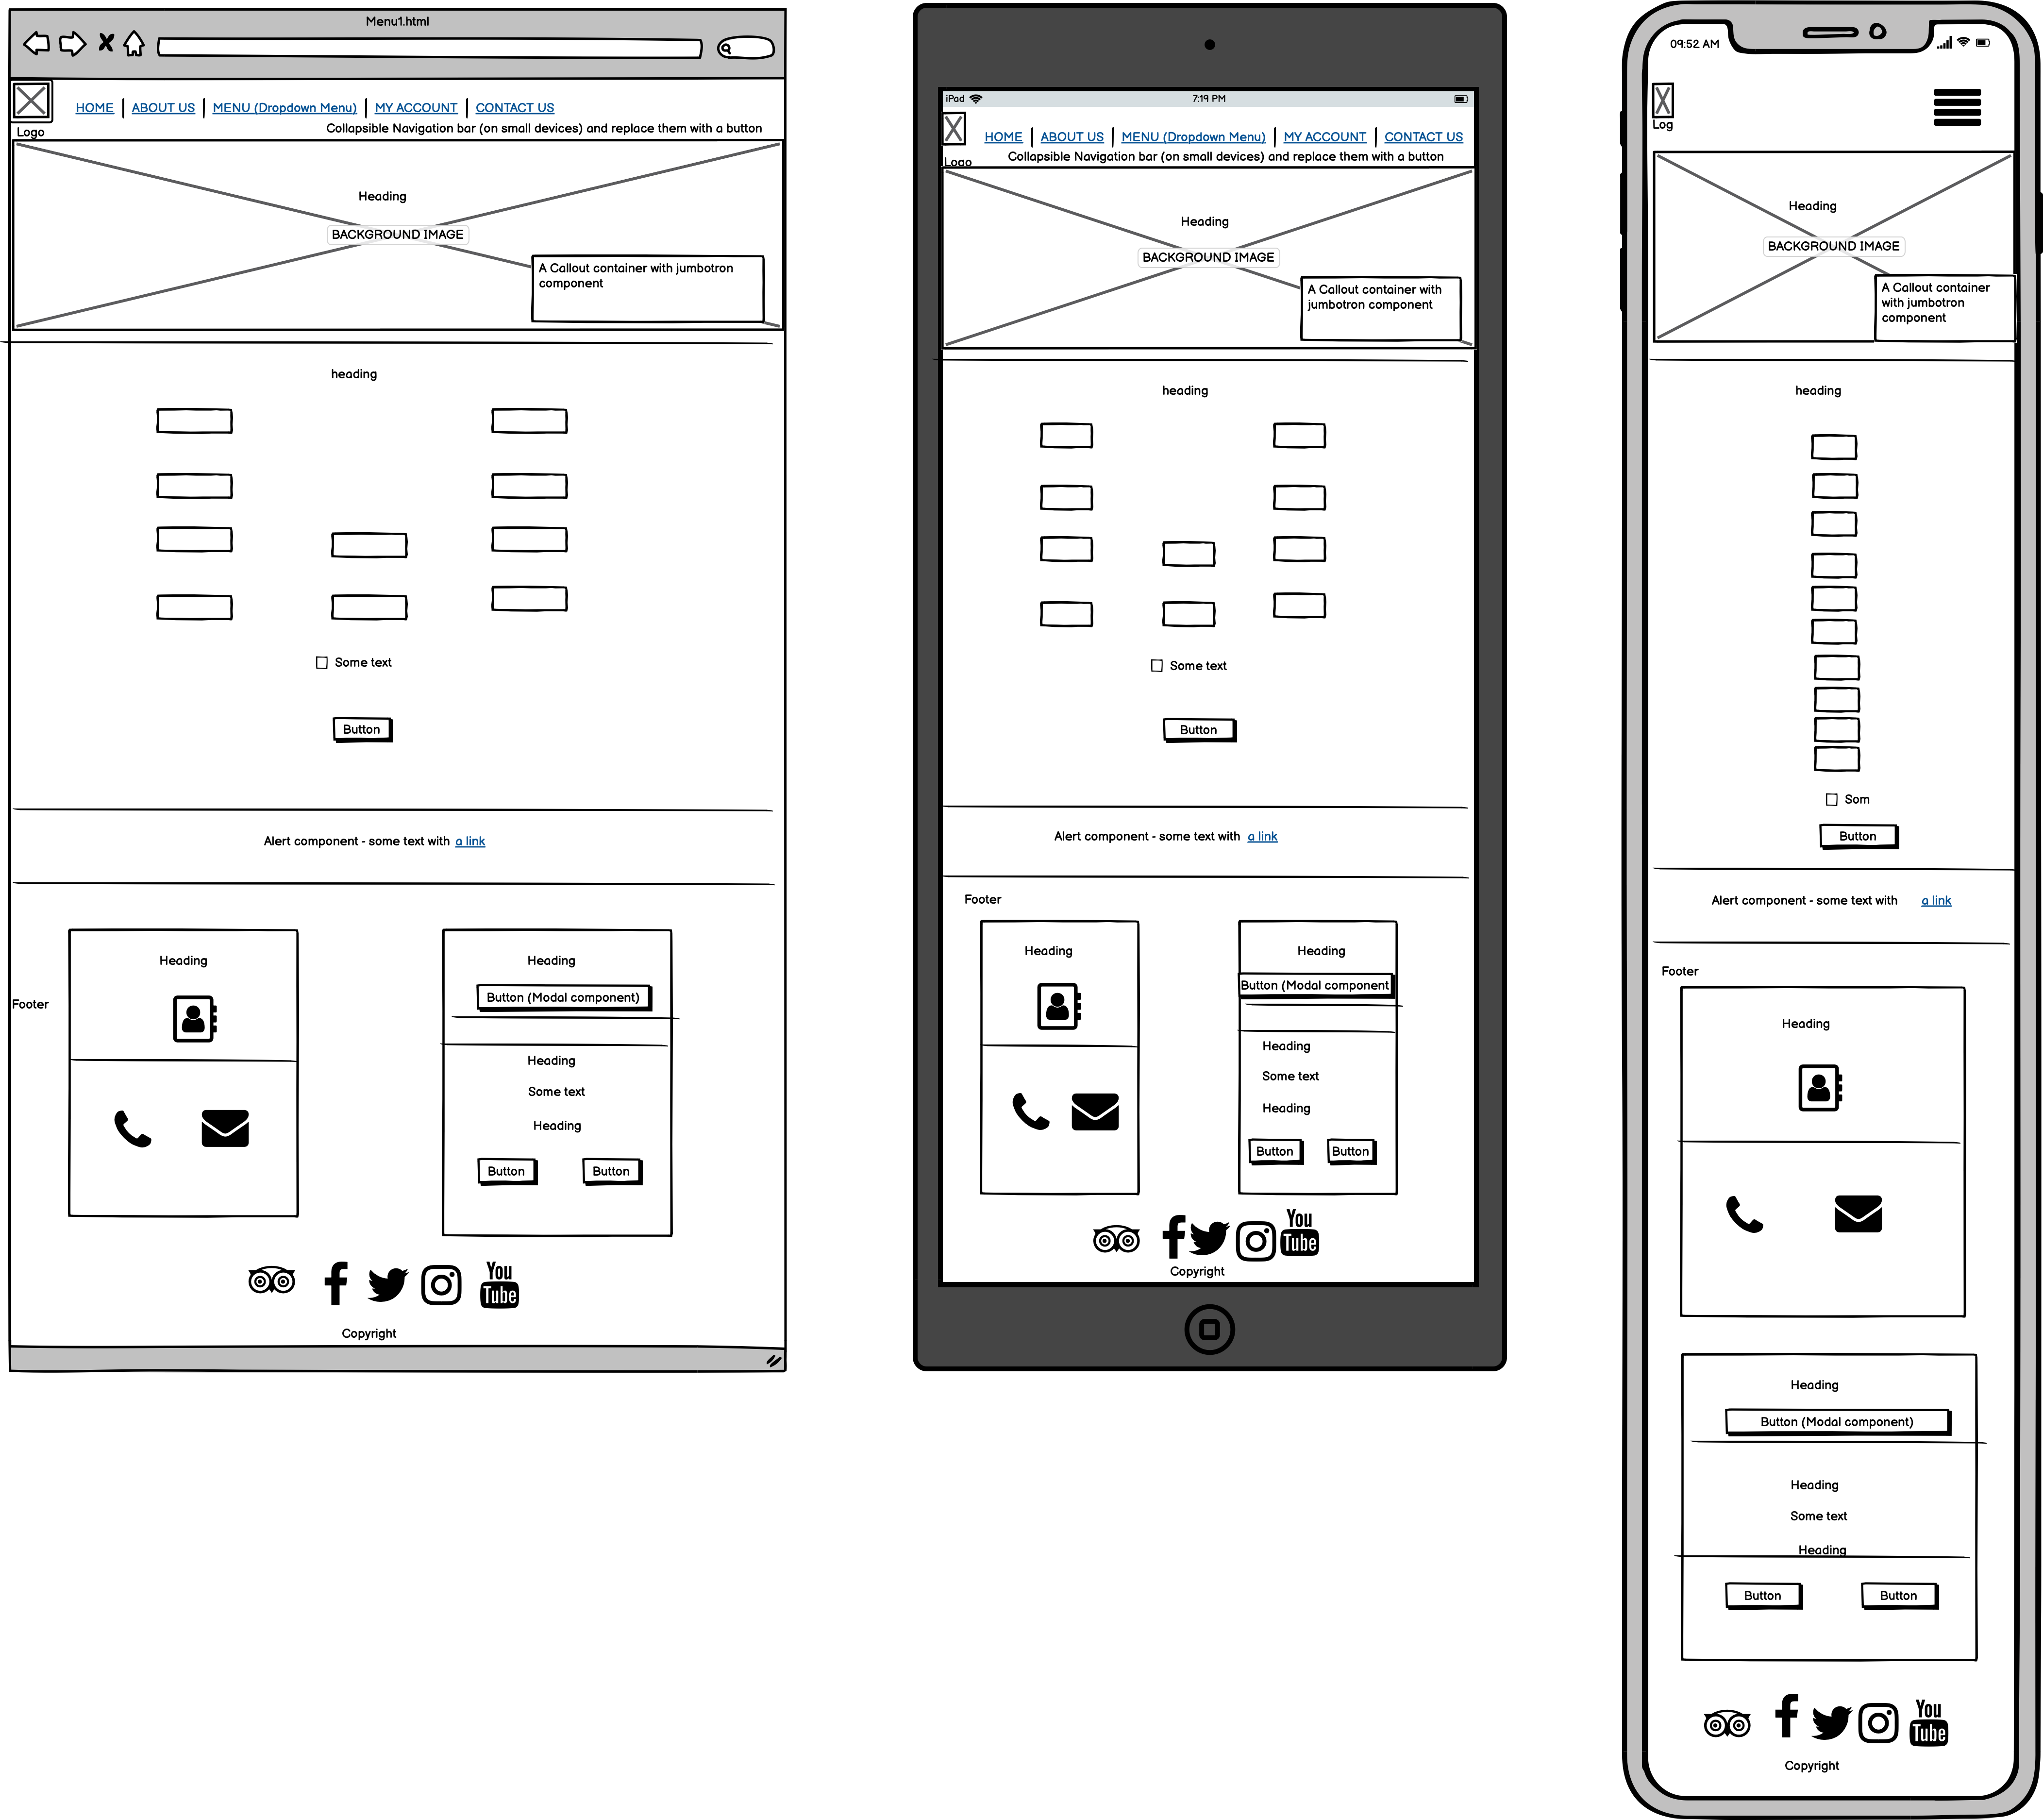 Menu1.html
HOME ABOUT US MENU (Dropdown Menu) MY ACCOUNT CONTACT US
Logo
Collapsible Navigation bar (on small devices) and replace them with a button
Heading
BACKGROUND IMAGE
A Callout container with jumbotron
component
heading
Some text
Button
Alert component - some text with a link
Footer
Heading
Heading
Button (Modal component)
Heading
Some text
Heading
Button Button
You
Tube
Copyright
iPad 7:19 PM
HOME ABOUT US MENU (Dropdown Menu) MY ACCOUNT CONTACT US
Logo
Collapsible Navigation bar (on small devices) and replace them with a button
Heading
BACKGROUND IMAGE
A Callout container with
jumbotron component
heading
Some text
Button
Alert component - some text with a link
Footer
Heading
Heading
Button (Modal component
Heading
Some text
Heading
Button Button
You
Tube
Copyright
09:52 AM
Log
Heading
BACKGROUND IMAGE
A Callout container
with jumbotron
component
heading
Som
Button
Alert component - some text with a link
Footer
Heading
Heading
Button (Modal component)
Heading
Some text
Heading
Button Button
You
Tube
Copyright